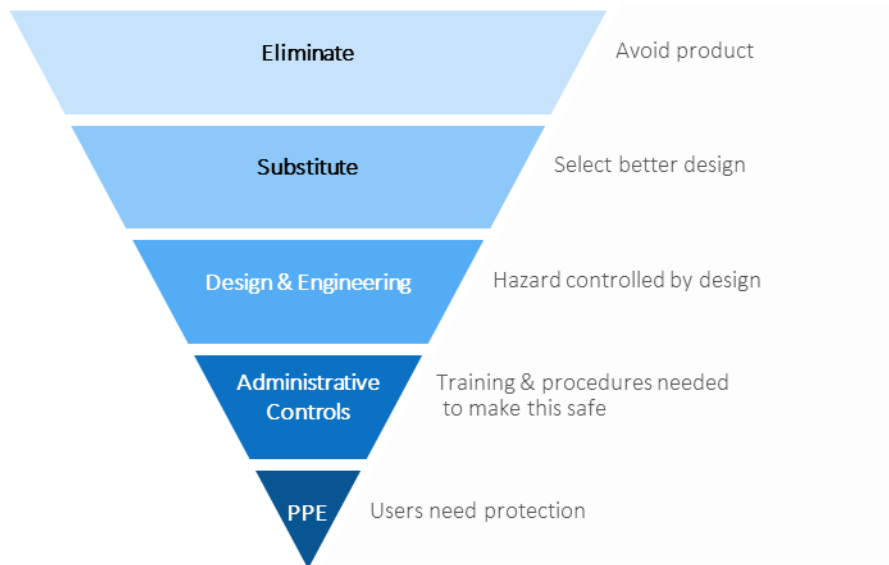 Eliminate
Avoid product
Substitute
Select better design
Design & Engineering
Hazard controlled by design
Administrative
Controls
Training & procedures needed
to make this safe
PPE
Users need protection